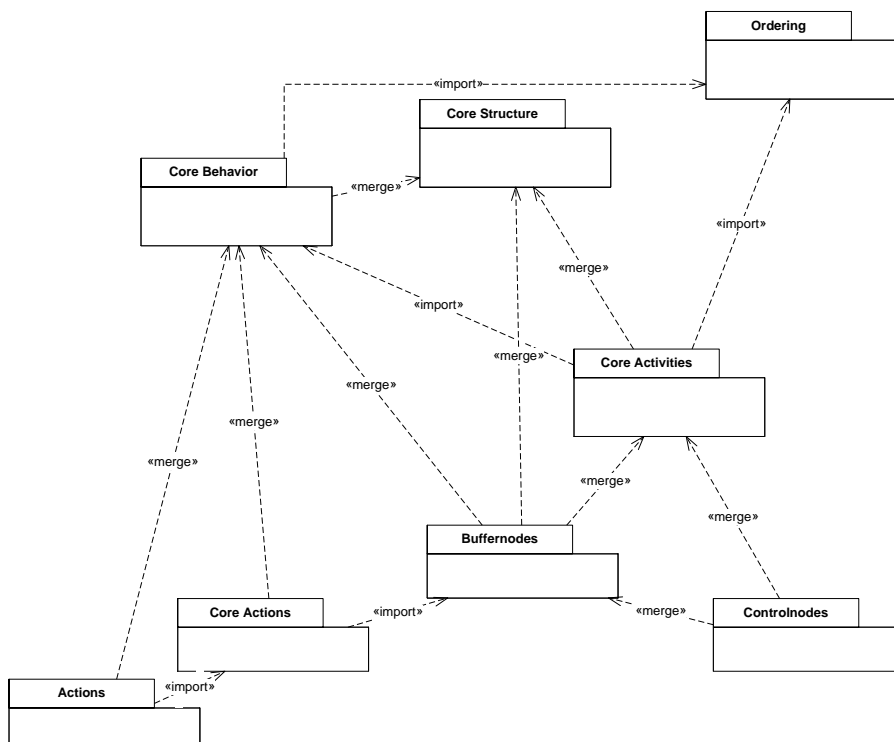 Ordering
«import»
Core Structure
Core Behavior
«merge»
«import»
«merge»
«import»
«merge»
Core Activities
«merge»
«merge»
«merge»
«merge»
«merge»
Buffernodes
Core Actions
«import»
«merge»
Controlnodes
Actions
«import»